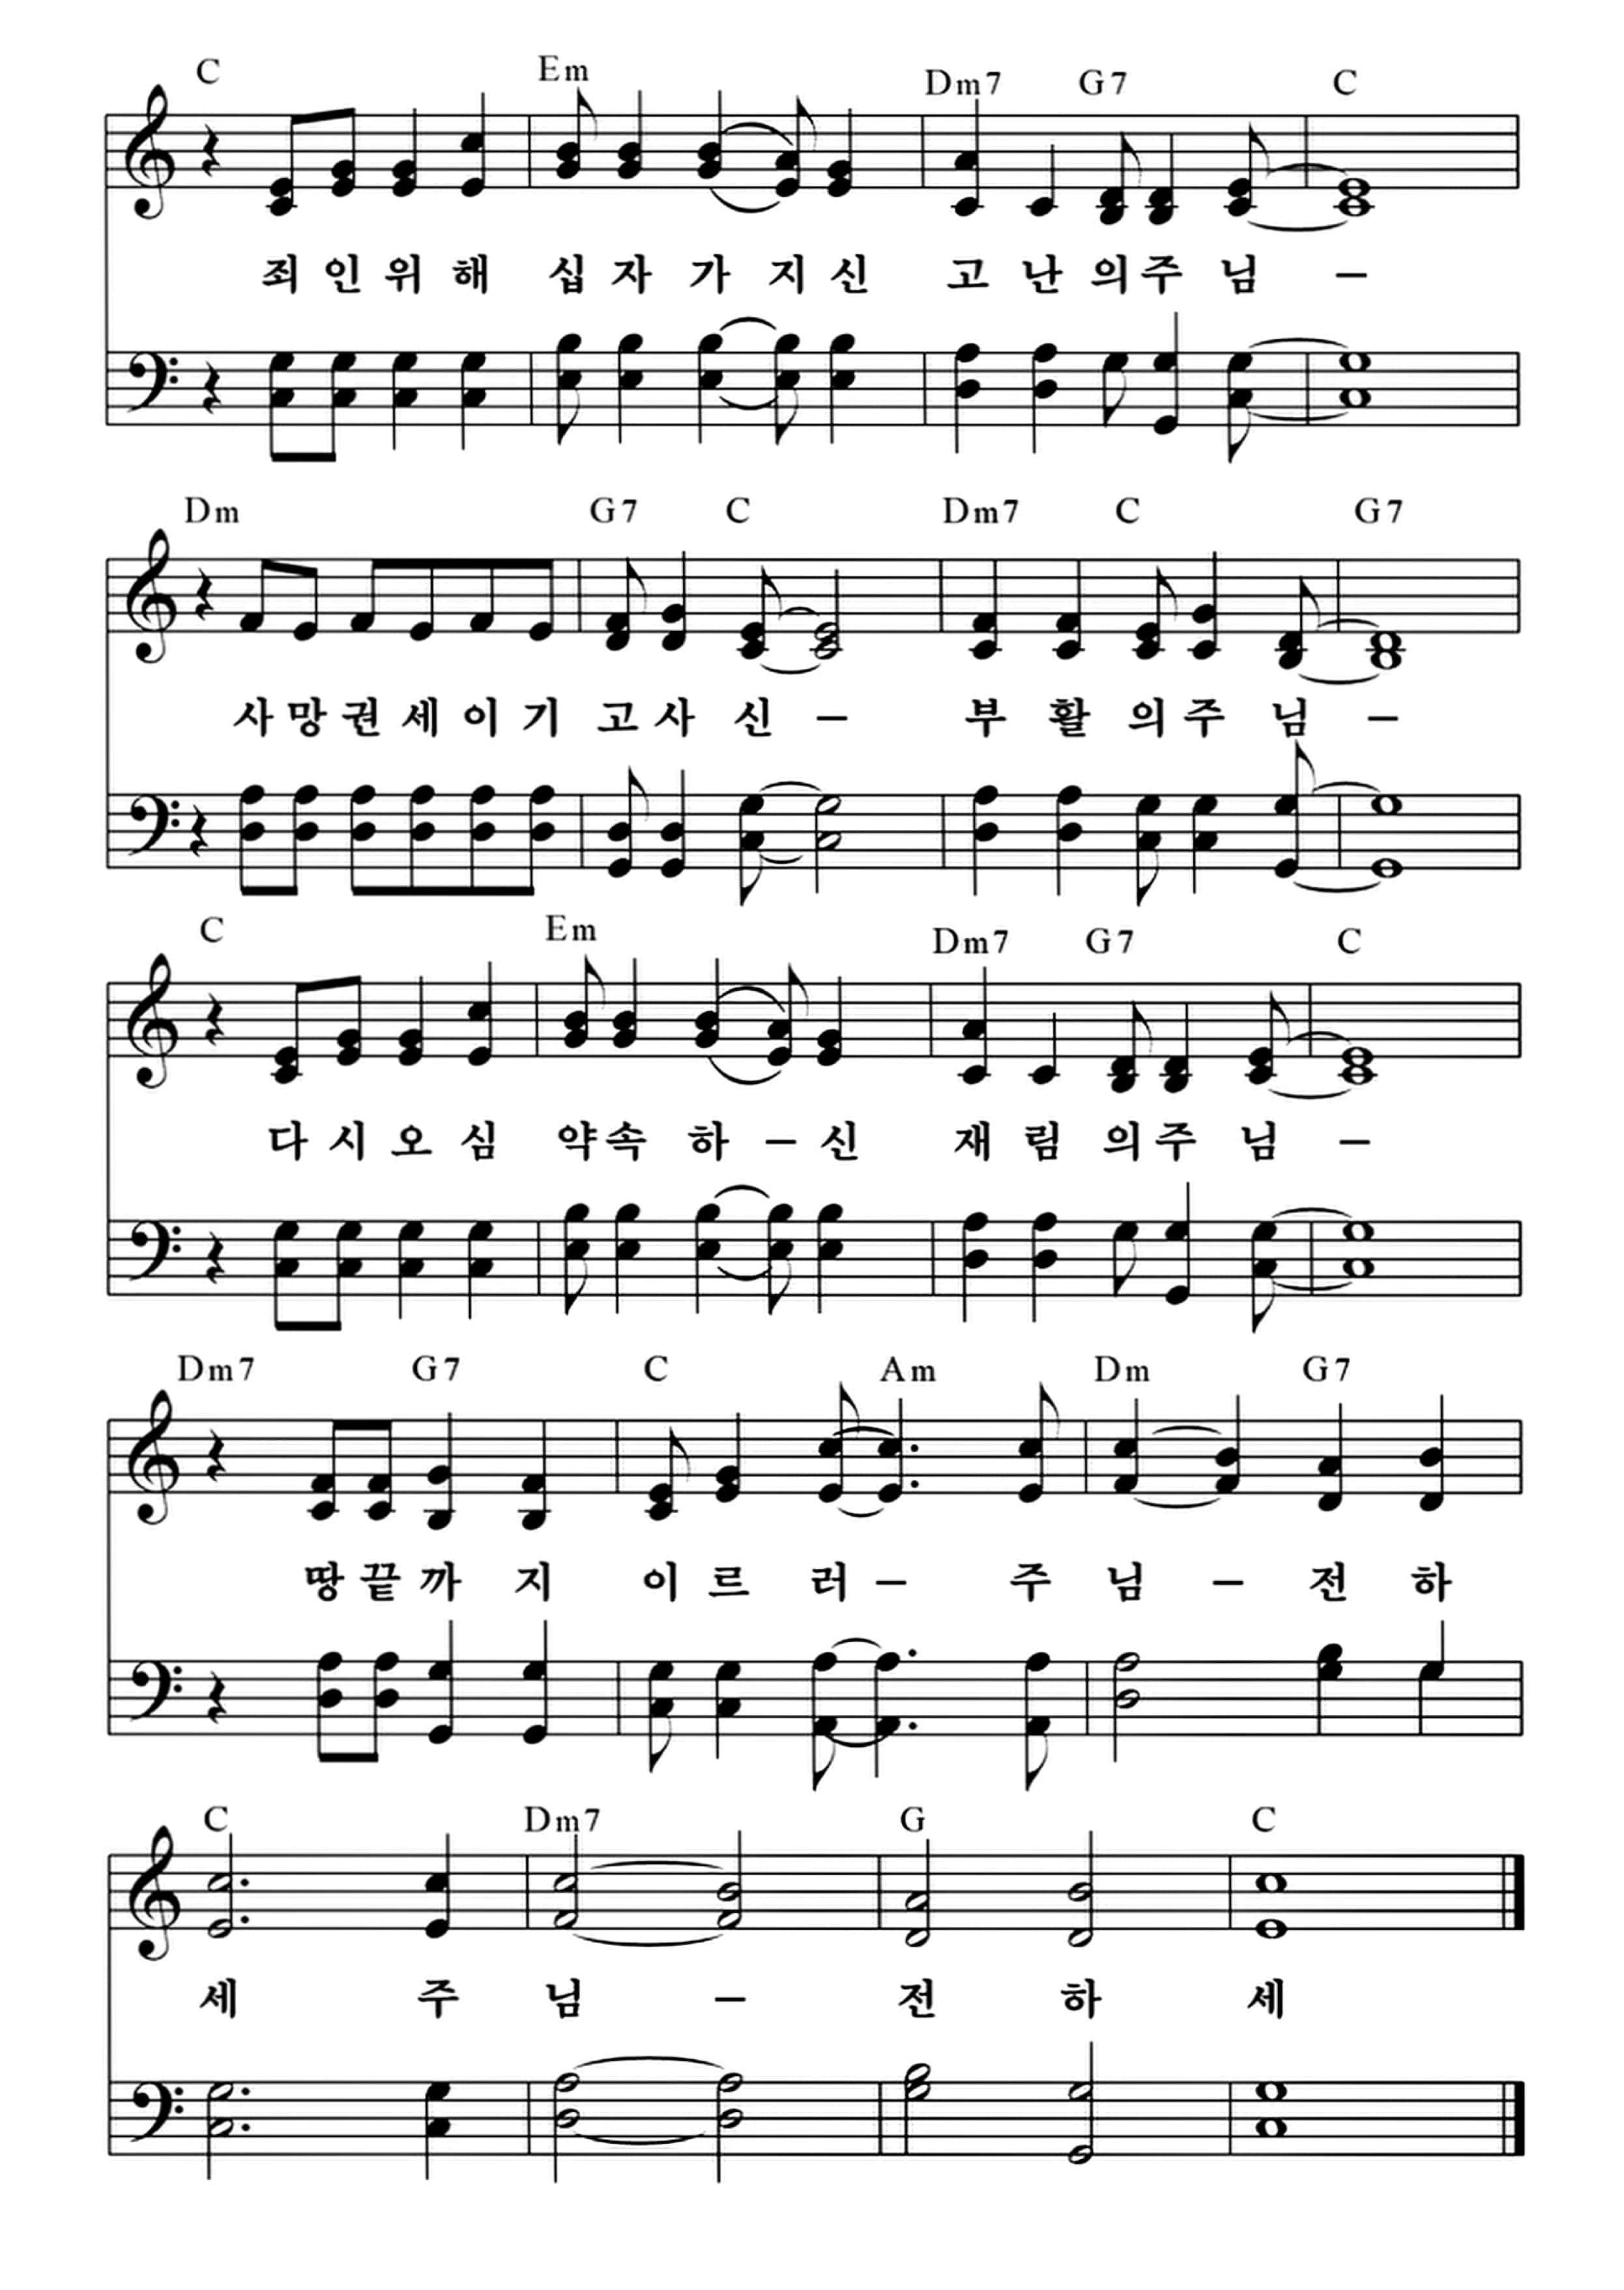 C Em Dm7 G7 C
죄 인 위 해 십 자 가 지 신 고 난 의 주 님 –
Dm G7 C Dm7 C G7
사 망 권 세 이 기 고 사 신 – 부 활 의 주 님 –
C Em Dm7 G7 C
다 시 오 심 약 속 하 – 신 재 림 의 주 님 –
Dm7 G7 C Am Dm G7
땅 끝 까 지 이 르 러 – 주 님 – 전 하
C Dm7 G C
세 주 님 – 전 하 세